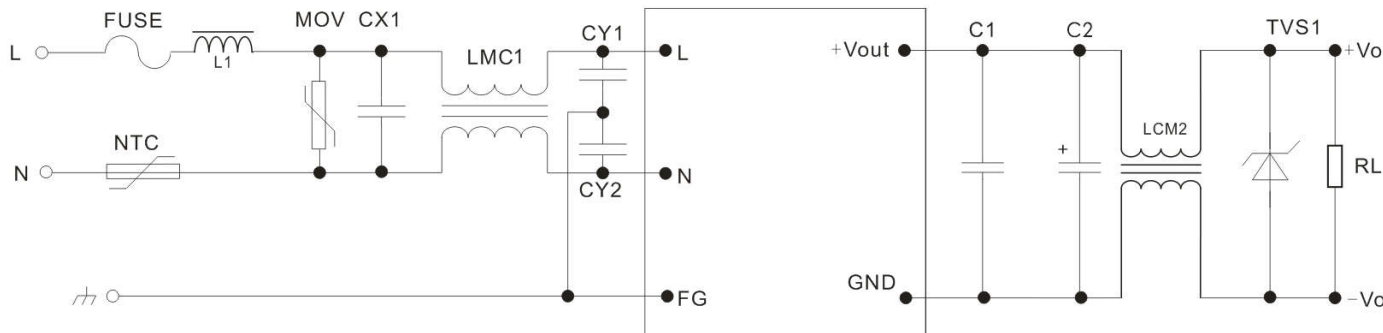 FUSE
MOV
CX1
CY1
L
L1
LMC1
L
NTC
N
CY2
N
FG
+Vout
C1
C2
TVS1
+Vo
LCM2
+
RL
GND
−Vo